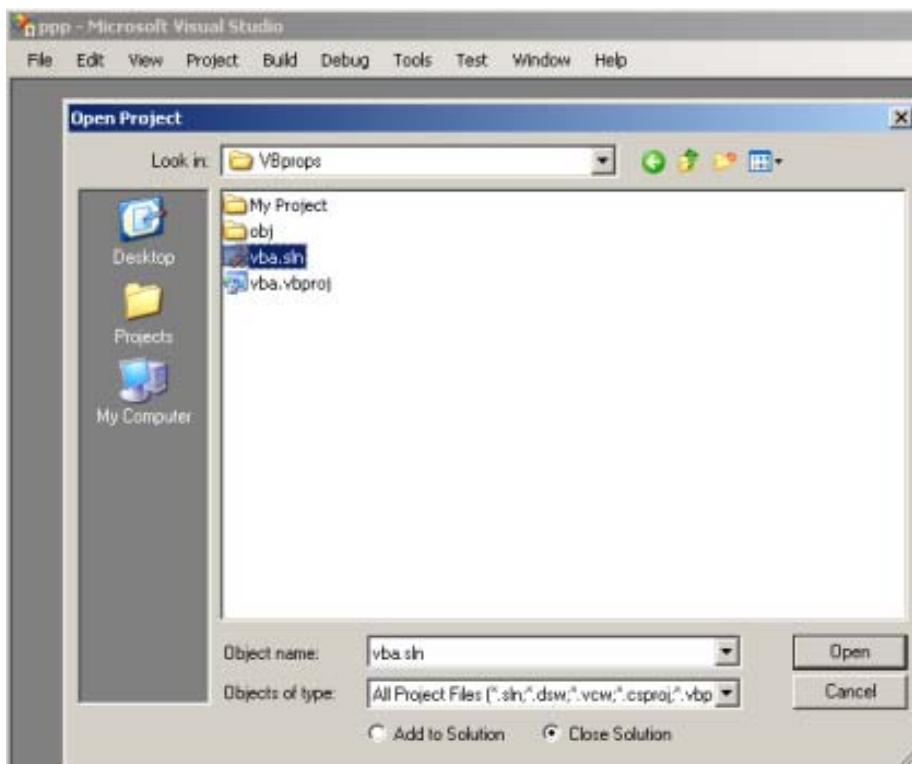 ppp - Microsoft Visual Studio
File Edit View Project Build Debug Tools Test Window Help
Open Project
Look in: VBprops
My Project
obj
vba.sln
vba.vbproj
Desktop
Projects
My Computer
Object name: vba.sln Open
Objects of type: All Project Files (*.sln;*.dsw;*.vcw;*.csproj;*.vbp Cancel
Add to Solution Close Solution